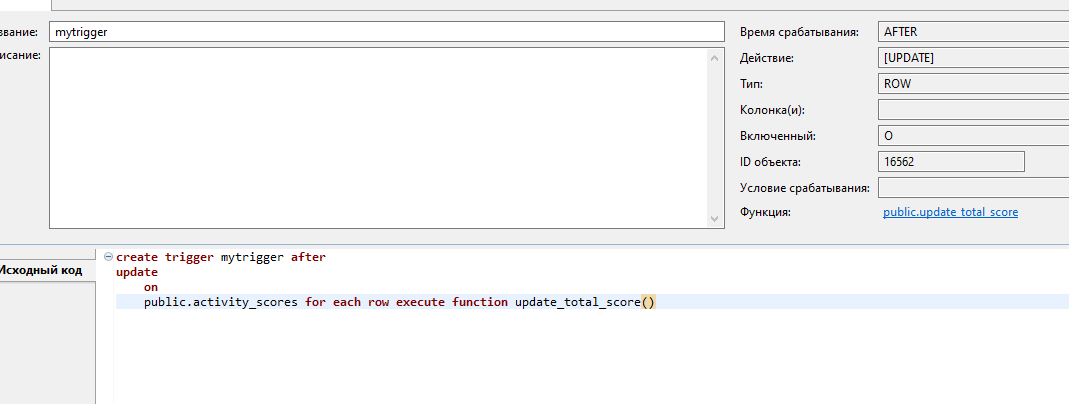 звание:
mytrigger
исание:
Время срабатывания:
AFTER
Действие:
[UPDATE]
Тип:
ROW
Колонка(и):
Включенный:
O
ID объекта:
16562
Условие срабатывания:
Функция:
public.update_total_score
Исходный код
create trigger mytrigger after
update
on
public.activity_scores for each row execute function update_total_score()